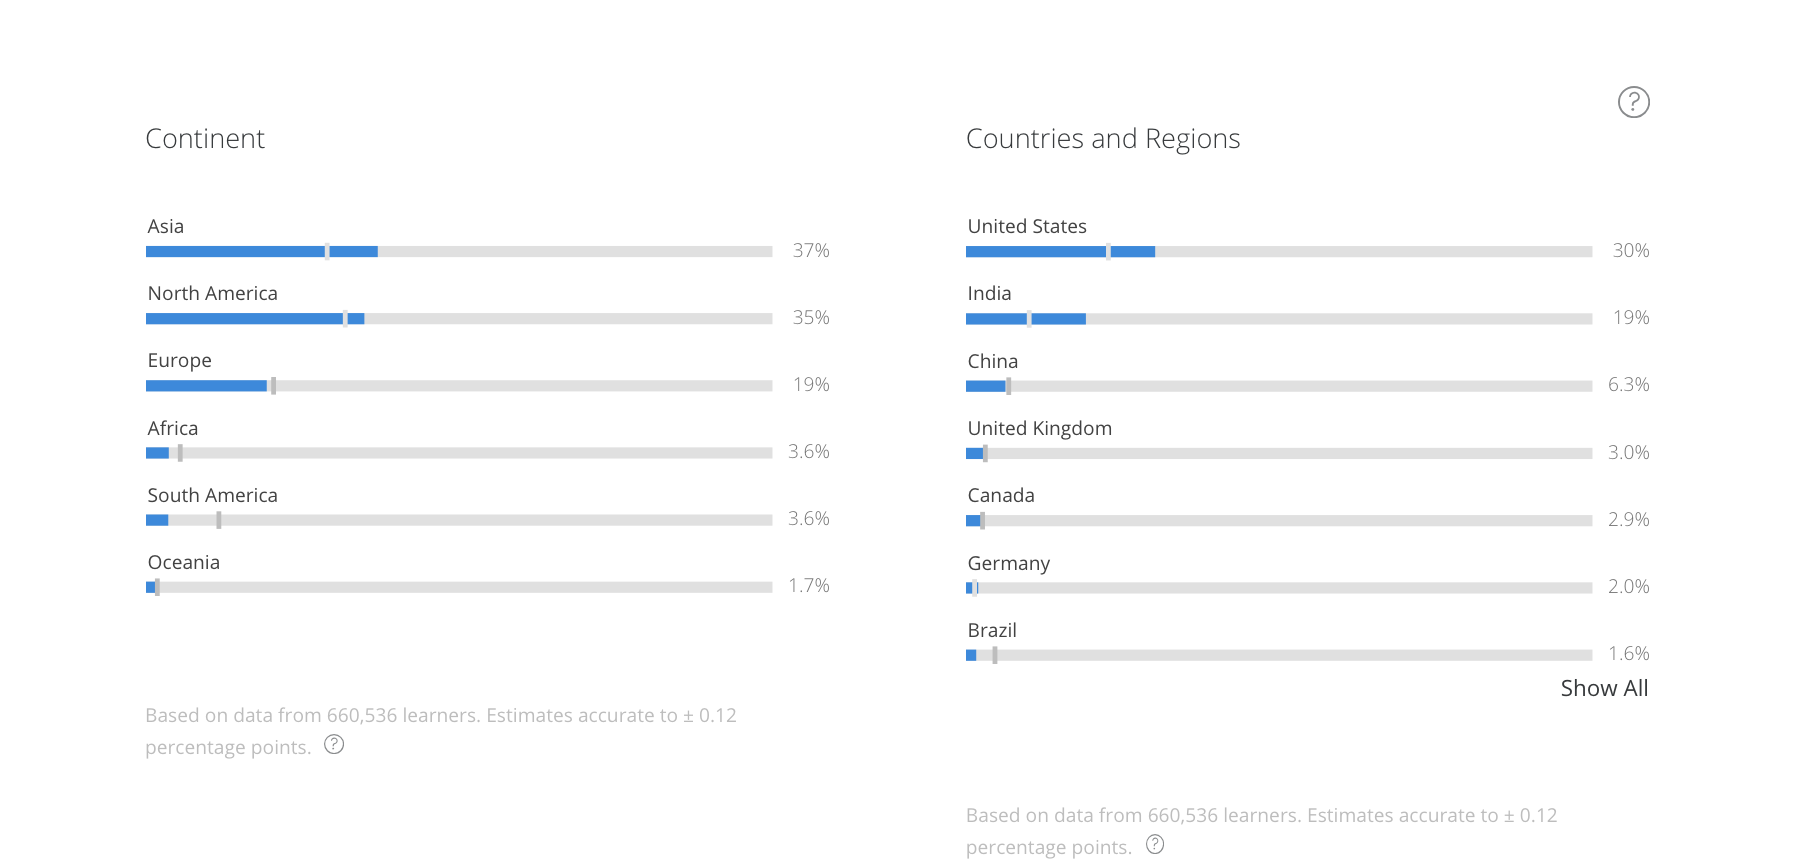 ?
Continent
Asia
37%
North America
35%
Europe
19%
Africa
3.6%
South America
3.6%
Oceania
1.7%
Based on data from 660,536 learners. Estimates accurate to ± 0.12
percentage points. ?
Countries and Regions
United States
30%
India
19%
China
6.3%
United Kingdom
3.0%
Canada
2.9%
Germany
2.0%
Brazil
1.6%
Show All
Based on data from 660,536 learners. Estimates accurate to ± 0.12
percentage points. ?